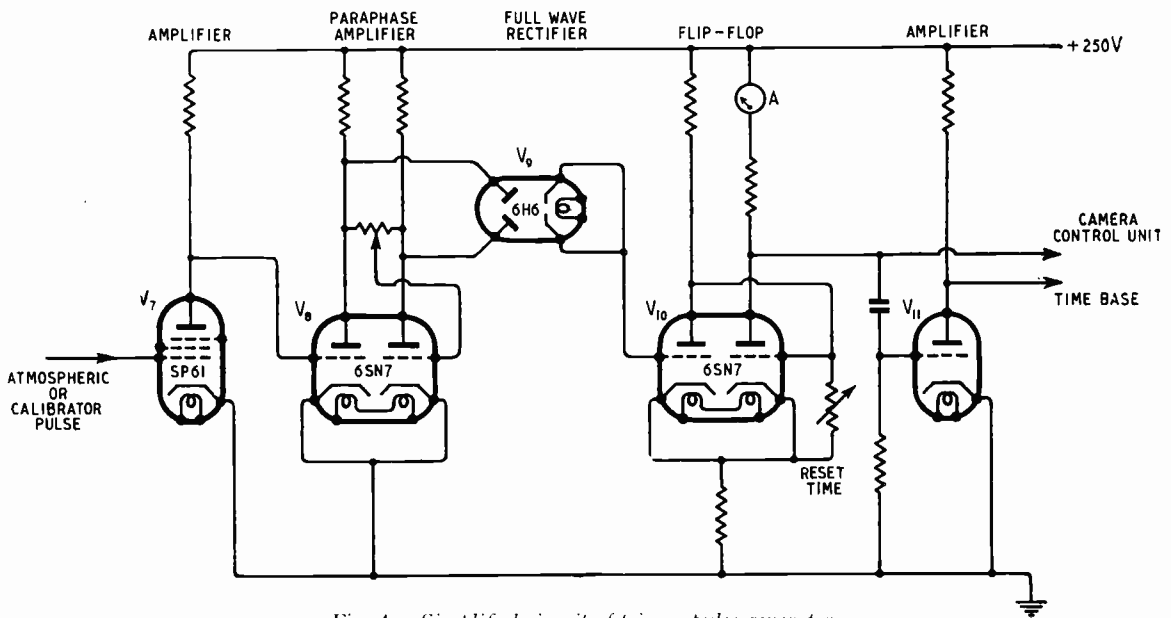 AMPLIFIER
PARAPHASE
AMPLIFIER
FULL WAVE
RECTIFIER
FLIP-FLOP
AMPLIFIER
+250V
A
V9
6H6
CAMERA
CONTROL UNIT
TIME BASE
V7
SP61
V8
6SN7
V10
6SN7
V11
ATMOSPHERIC
OR
CALIBRATOR
PULSE
RESET
TIME